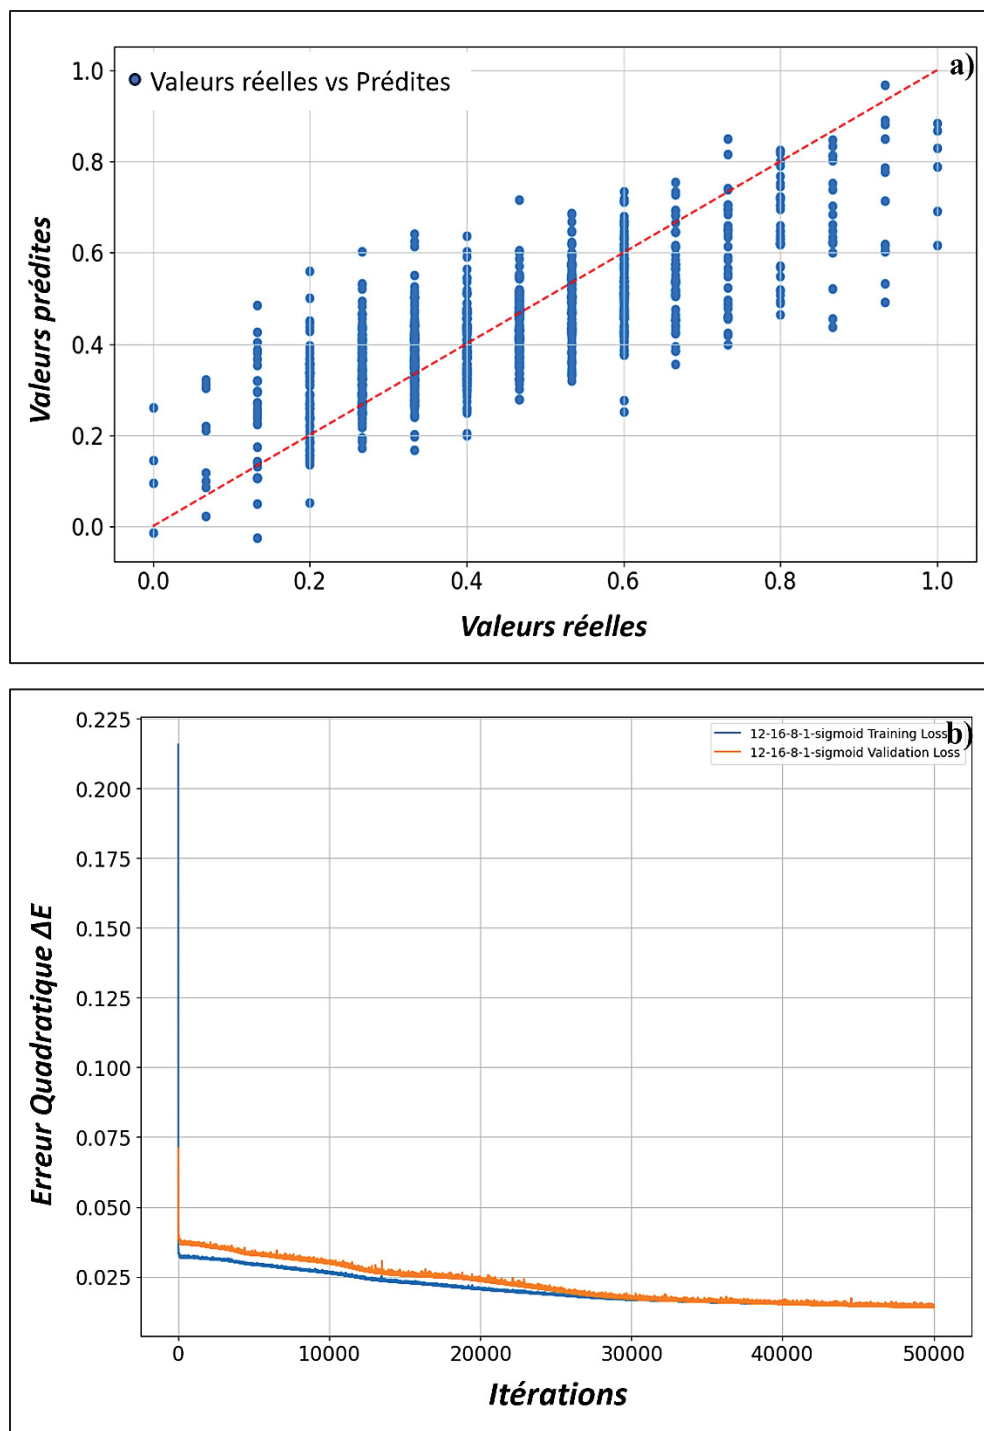 a)
Valeurs réelles vs Prédites
1.0
0.8
0.6
0.4
0.2
0.0
Valeurs prédites
0.0 0.2 0.4 0.6 0.8 1.0
Valeurs réelles
b)
12-16-8-1-sigmoid Training Loss
12-16-8-1-sigmoid Validation Loss
0.225
0.200
0.175
0.150
0.125
0.100
0.075
0.050
0.025
Erreur Quadratique ΔE
0 10000 20000 30000 40000 50000
Itérations